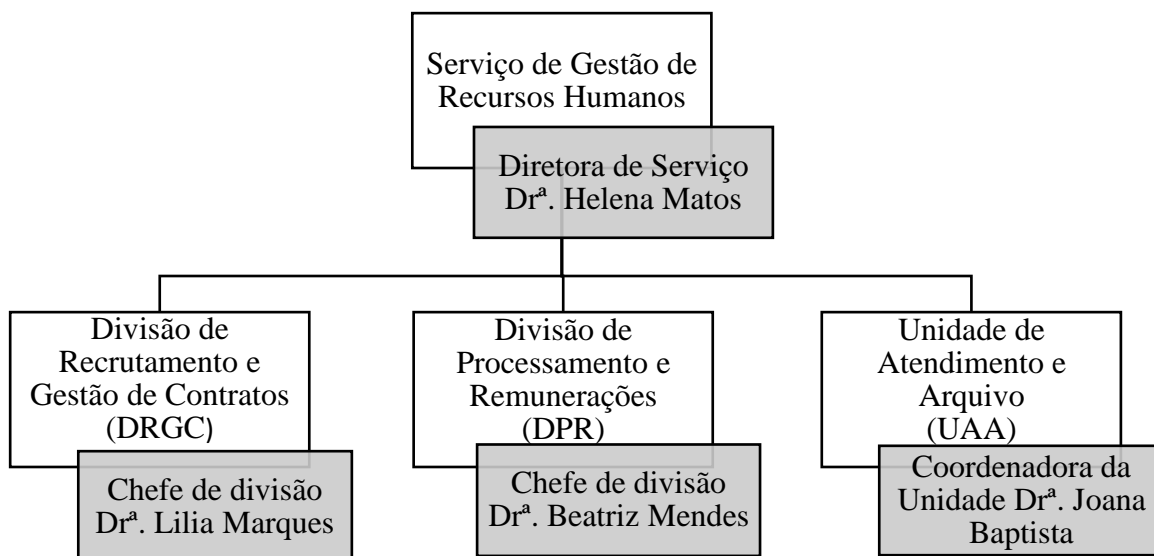 Serviço de Gestão de
Recursos Humanos
Diretora de Serviço
Drª. Helena Matos
Divisão de
Recrutamento e
Gestão de Contratos
(DRGC)
Chefe de divisão
Drª. Lilia Marques
Divisão de
Processamento e
Remunerações
(DPR)
Chefe de divisão
Drª. Beatriz Mendes
Unidade de
Atendimento e
Arquivo
(UAA)
Coordenadora da
Unidade Drª. Joana
Baptista